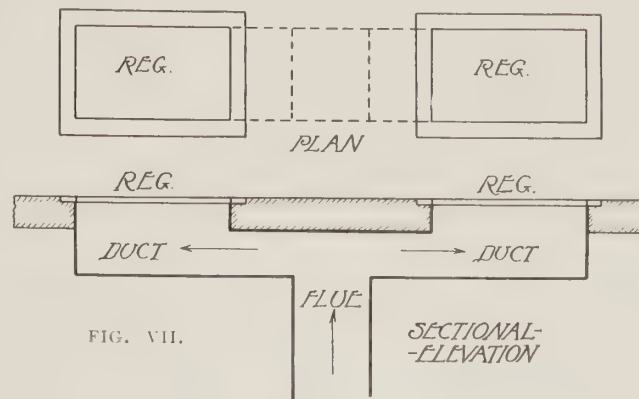 REG.
REG.
PLAN
REG.
REG.
DUCT
DUCT
FLUE
FIG. VII.
SECTIONAL-
-ELEVATION